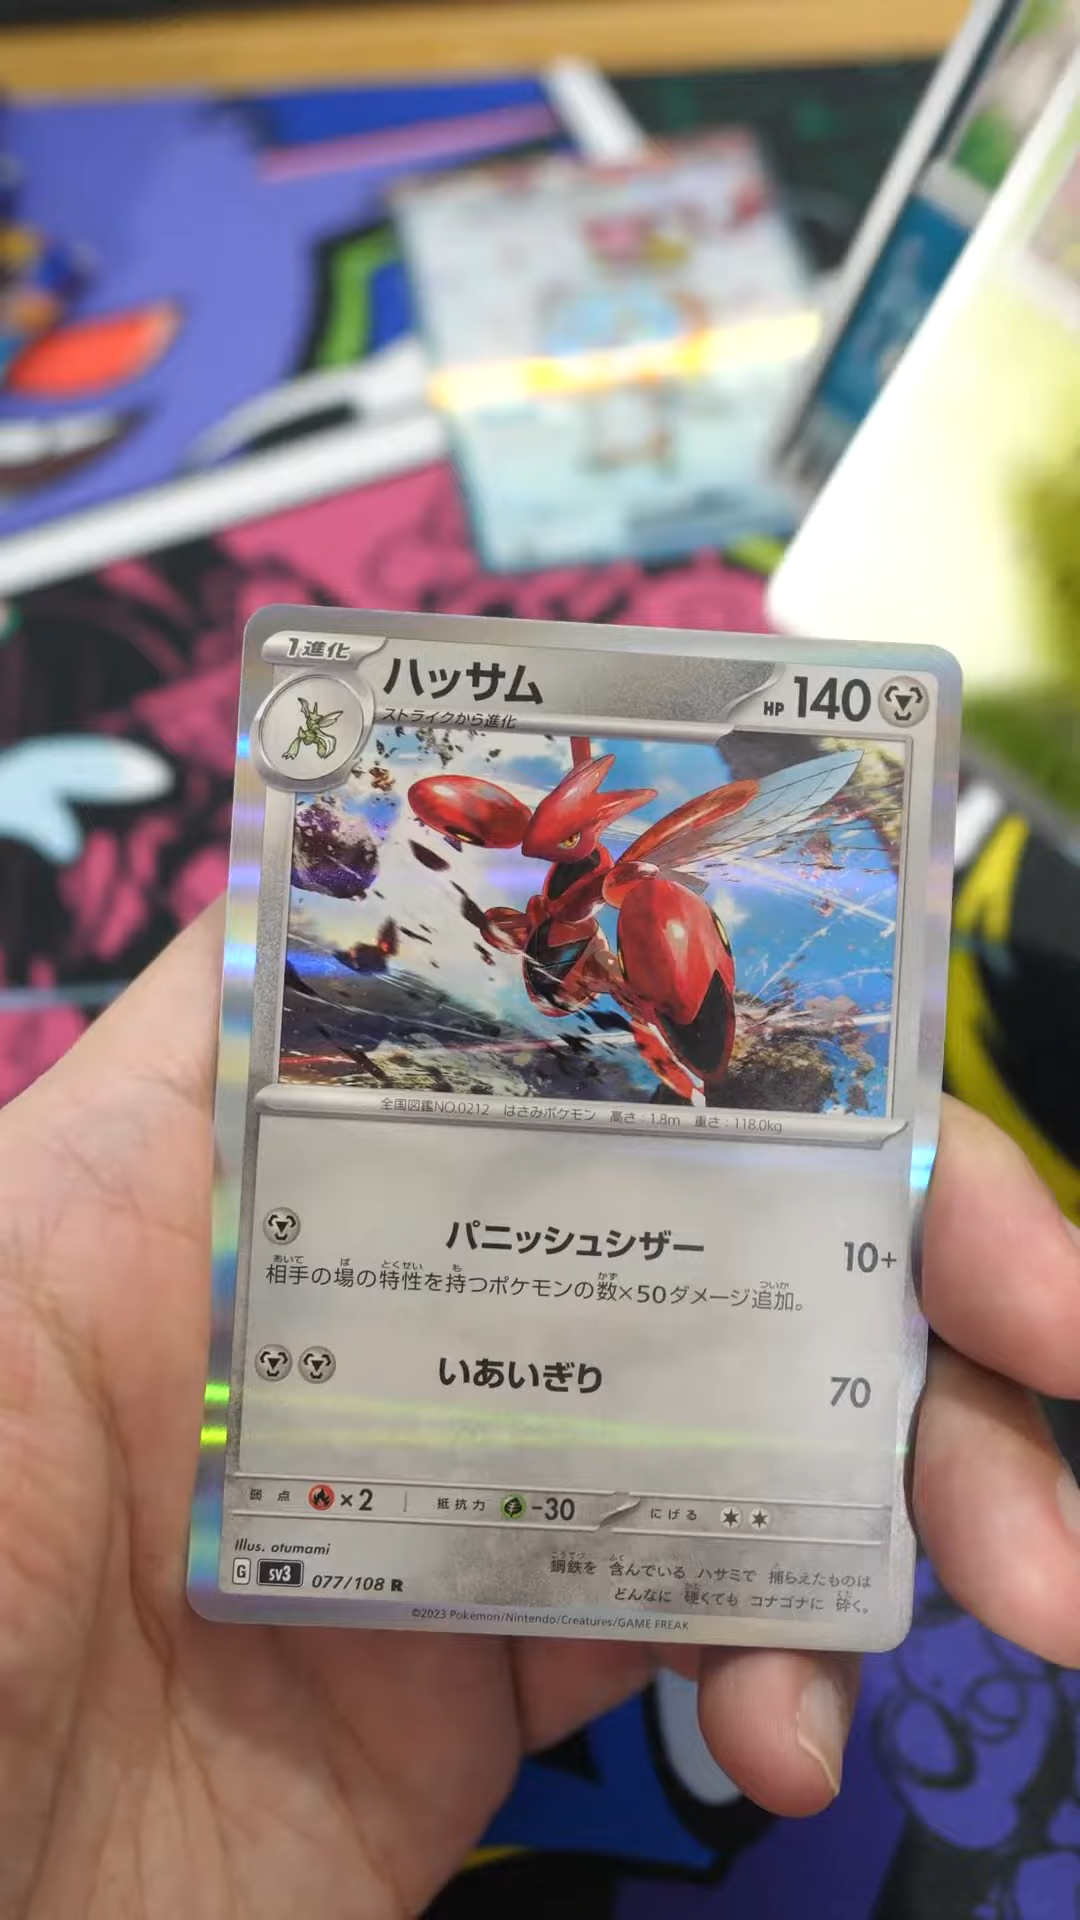 1進化
ハッサム
HP 140
ストライクから進化
全国図鑑NO.0212 はさみポケモン 高さ:1.8m 重さ:118.0kg
パニッシュシザー 10+
相手の場の特性を持つポケモンの数×50ダメージ追加。
いあいぎり 70
弱点 ×2 抵抗力 -30 にげる
Illus. otumami
G sv3 077/108 R
鋼鉄を 含んでいる ハサミで 捕らえたものは
どんなに 硬くても コナゴナに 砕く。
©2023 Pokémon/Nintendo/Creatures/GAME FREAK